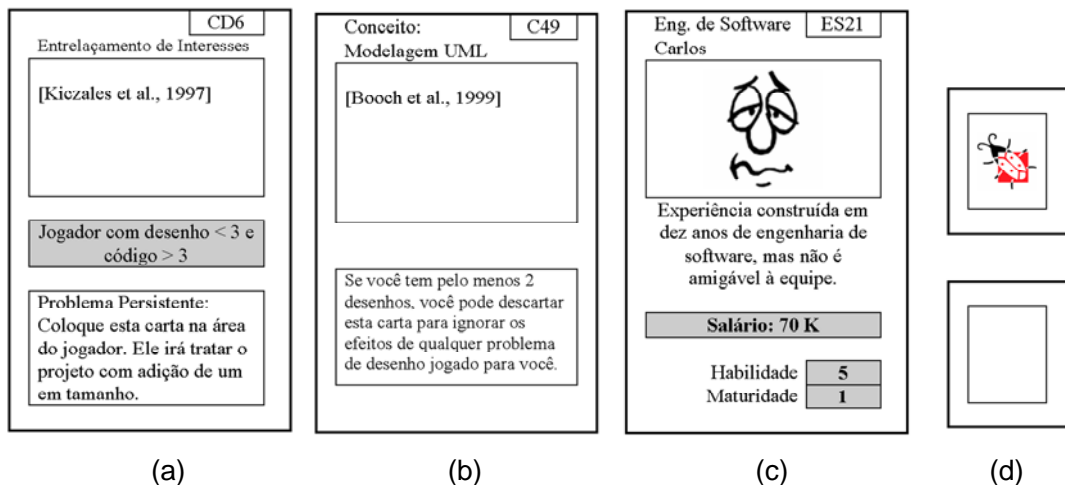 CD6
Entrelaçamento de Interesses
[Kiczales et al., 1997]
Jogador com desenho < 3 e
código > 3
Problema Persistente:
Coloque esta carta na área
do jogador. Ele irá tratar o
projeto com adição de um
em tamanho.
(a)
Conceito:
C49
Modelagem UML
[Booch et al., 1999]
Se você tem pelo menos 2
desenhos, você pode descartar
esta carta para ignorar os
efeitos de qualquer problema
de desenho jogado para você.
(b)
Eng. de Software
ES21
Carlos
Experiência construída em
dez anos de engenharia de
software, mas não é
amigável à equipe.
Salário: 70 K
Habilidade 5
Maturidade 1
(c)
(d)